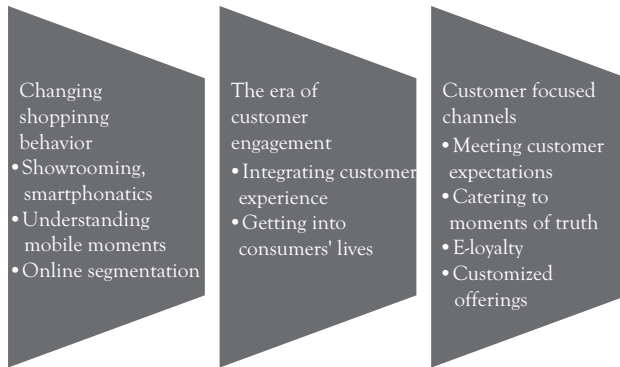 Changing
shoppinng
behavior
•Showrooming,
smartphonatics
•Understanding
mobile moments
•Online segmentation
The era of
customer
engagement
•Integrating customer
experience
•Getting into
consumers' lives
Customer focused
channels
•Meeting customer
expectations
•Catering to
moments of truth
•E-loyalty
•Customized
offerings